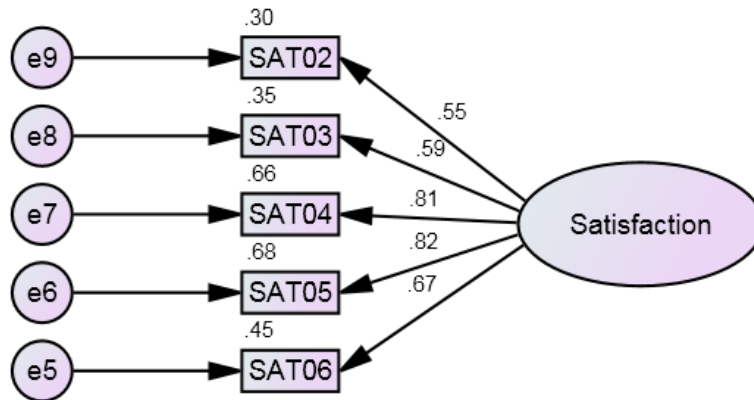 .30
e9
SAT02
.55
.35
e8
SAT03
.59
.66
e7
SAT04
.81
Satisfaction
.68
e6
SAT05
.82
.45
e5
SAT06
.67